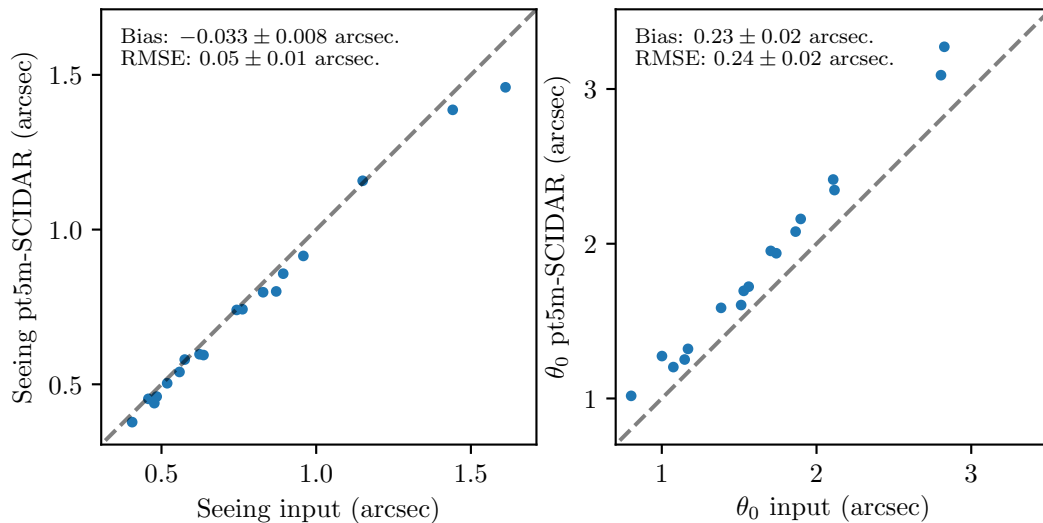 Bias: −0.033 ± 0.008 arcsec.
RMSE: 0.05 ± 0.01 arcsec.
Seeing pt5m-SCIDAR (arcsec)
1.5
1.0
0.5
0.5 1.0 1.5
Seeing input (arcsec)
Bias: 0.23 ± 0.02 arcsec.
RMSE: 0.24 ± 0.02 arcsec.
θ₀ pt5m-SCIDAR (arcsec)
3
2
1
1 2 3
θ₀ input (arcsec)